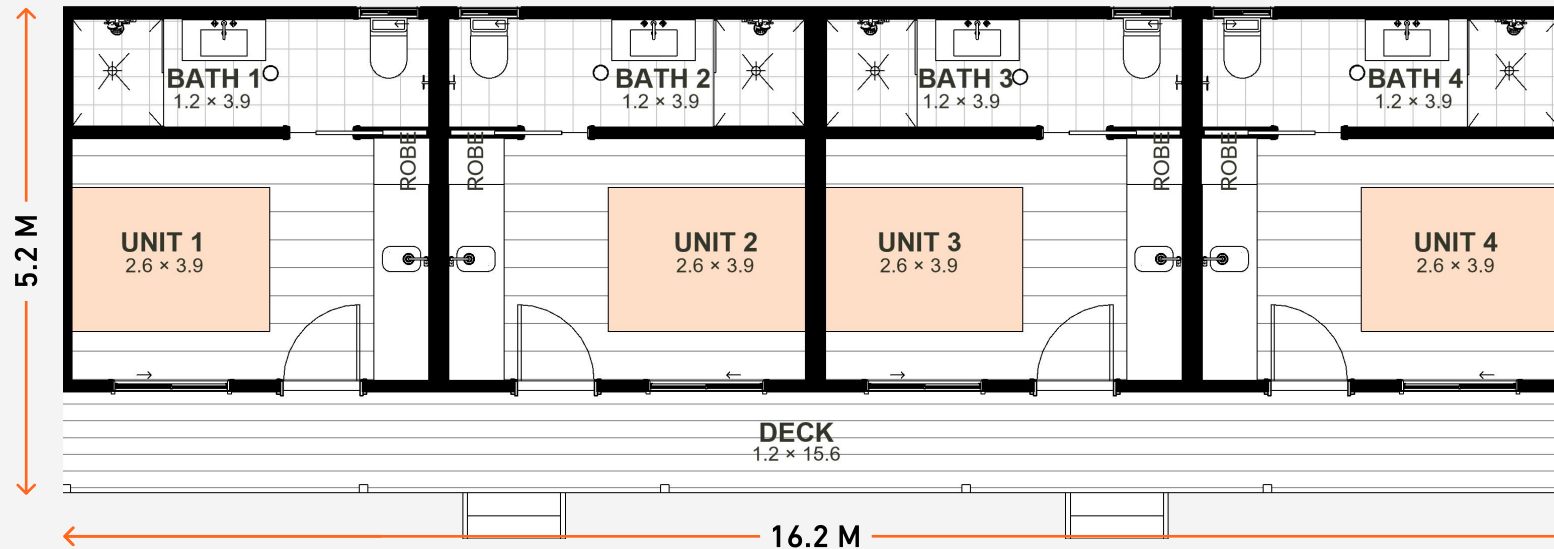 BATH 1
1.2 × 3.9
BATH 2
1.2 × 3.9
BATH 3
1.2 × 3.9
BATH 4
1.2 × 3.9
ROBE
ROBE
ROBE
ROBE
UNIT 1
2.6 × 3.9
UNIT 2
2.6 × 3.9
UNIT 3
2.6 × 3.9
UNIT 4
2.6 × 3.9
5.2 M
DECK
1.2 × 15.6
16.2 M